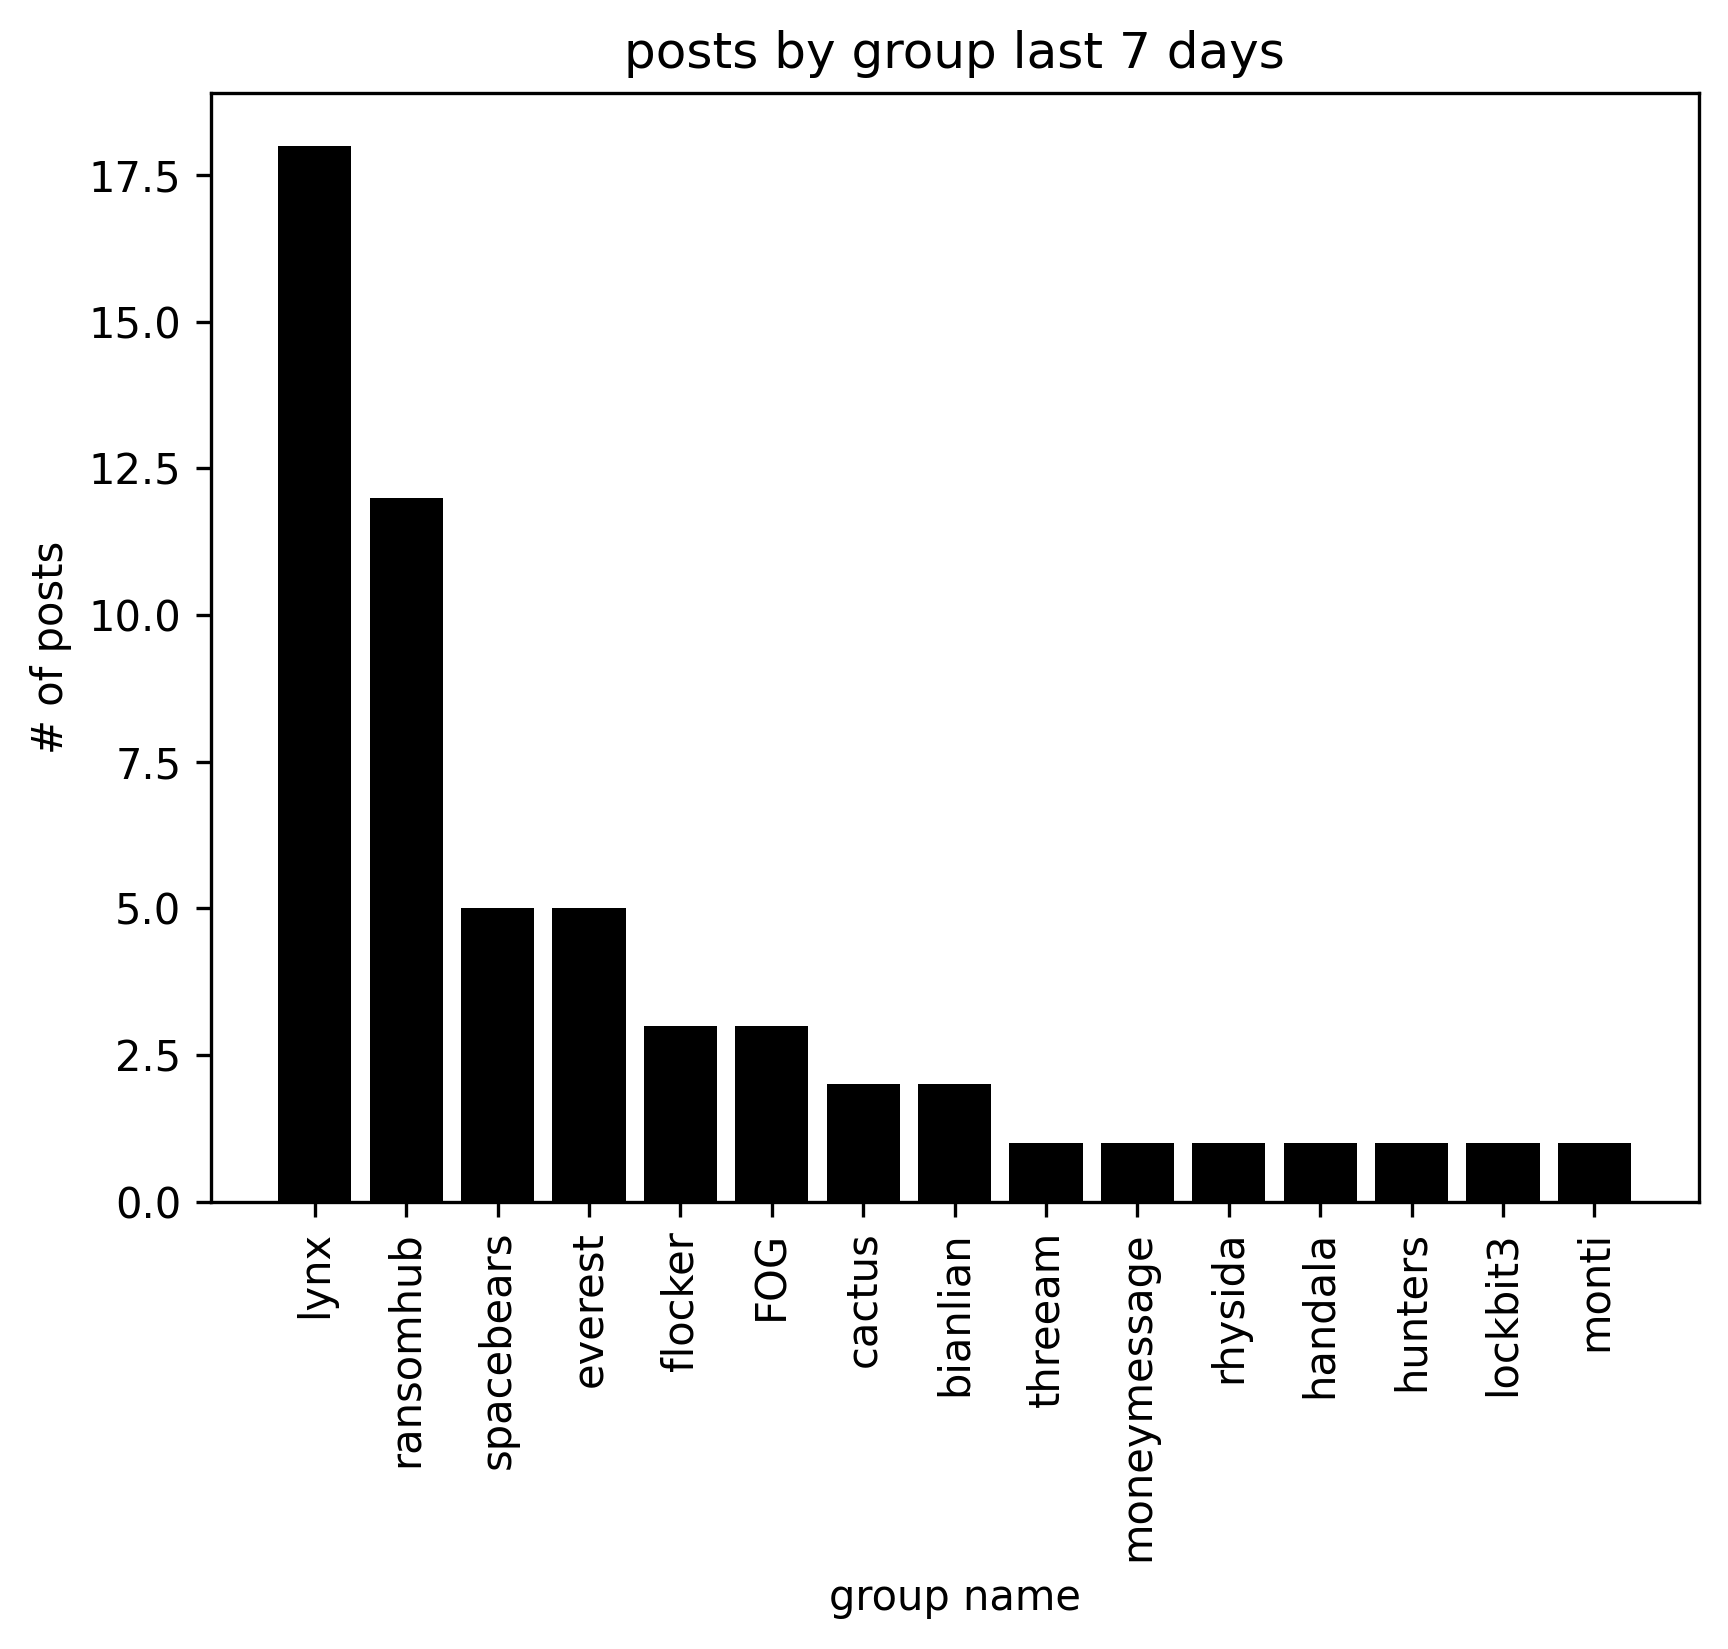 posts by group last 7 days
17.5
15.0
12.5
10.0
7.5
5.0
2.5
0.0
# of posts
lynx
ransomhub
spacebears
everest
flocker
FOG
cactus
bianlian
threeam
moneymessage
rhysida
handala
hunters
lockbit3
monti
group name